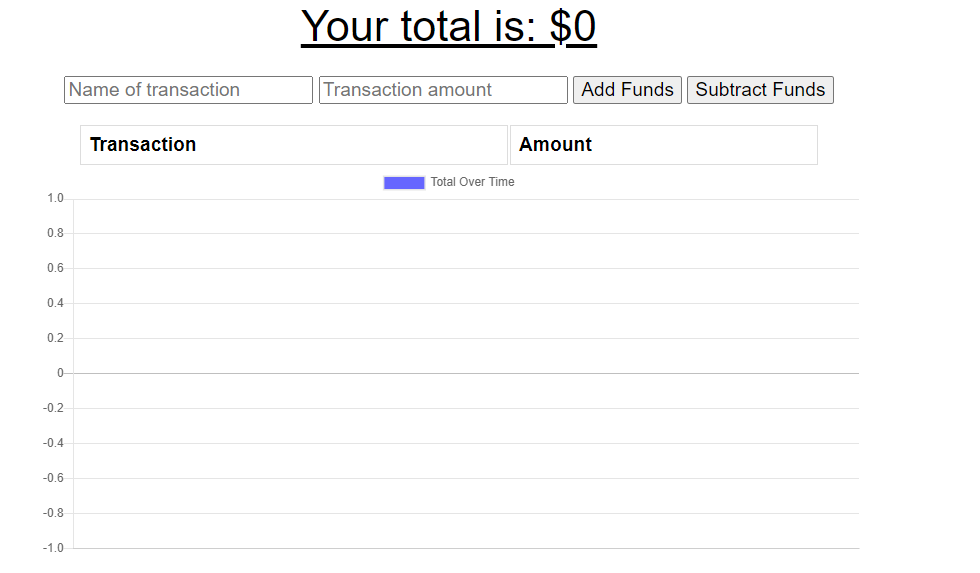 Your total is: $0
Name of transaction Transaction amount Add Funds Subtract Funds
Transaction Amount
Total Over Time
1.0
0.8
0.6
0.4
0.2
0
-0.2
-0.4
-0.6
-0.8
-1.0